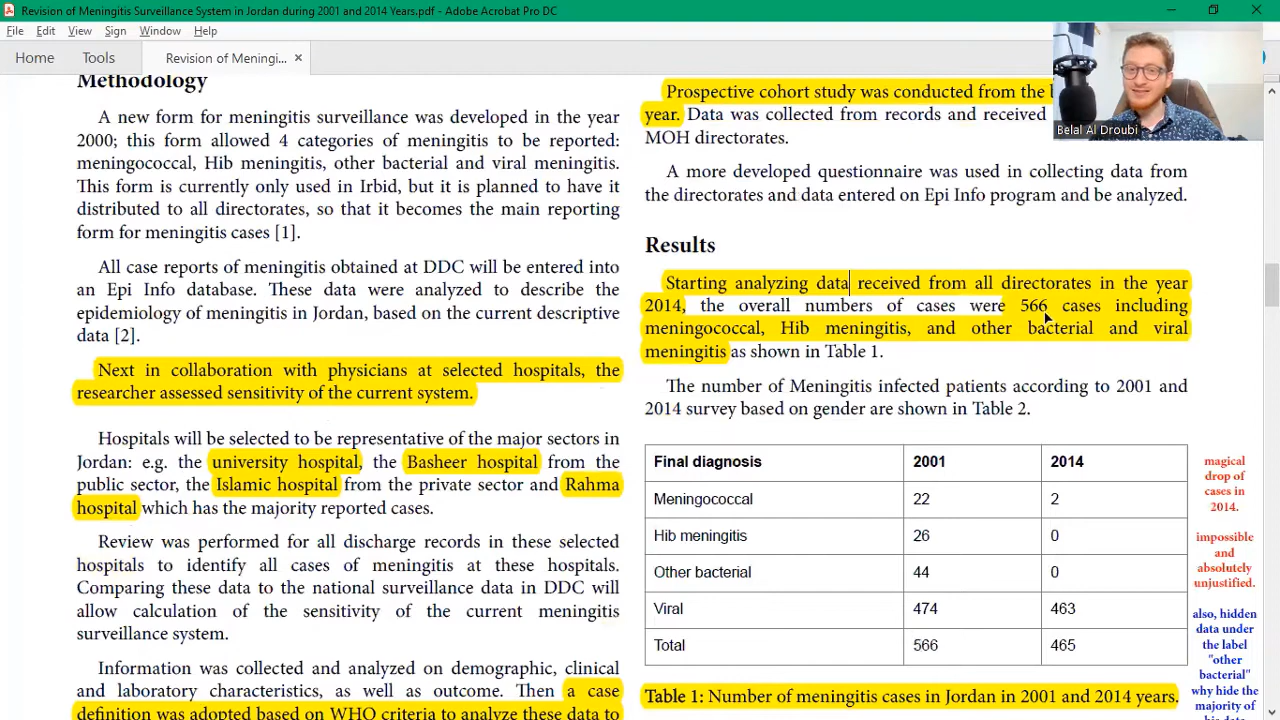 Revision of Meningitis Surveillance System in Jordan during 2001 and 2014 Years.pdf - Adobe Acrobat Pro DC
File Edit View Sign Window Help
Home Tools Revision of Meningi... ×
Belal Al Droubi
Methodology
A new form for meningitis surveillance was developed in the year
2000; this form allowed 4 categories of meningitis to be reported:
meningococcal, Hib meningitis, other bacterial and viral meningitis.
This form is currently only used in Irbid, but it is planned to have it
distributed to all directorates, so that it becomes the main reporting
form for meningitis cases [1].
All case reports of meningitis obtained at DDC will be entered into
an Epi Info database. These data were analyzed to describe the
epidemiology of meningitis in Jordan, based on the current descriptive
data [2].
Next in collaboration with physicians at selected hospitals, the
researcher assessed sensitivity of the current system.
Hospitals will be selected to be representative of the major sectors in
Jordan: e.g. the university hospital, the Basheer hospital from the
public sector, the Islamic hospital from the private sector and Rahma
hospital which has the majority reported cases.
Review was performed for all discharge records in these selected
hospitals to identify all cases of meningitis at these hospitals.
Comparing these data to the national surveillance data in DDC will
allow calculation of the sensitivity of the current meningitis
surveillance system.
Information was collected and analyzed on demographic, clinical
and laboratory characteristics, as well as outcome. Then a case
definition was adopted based on WHO criteria to analyze these data to
Prospective cohort study was conducted from the
year. Data was collected from records and received
MOH directorates.
A more developed questionnaire was used in collecting data from
the directorates and data entered on Epi Info program and be analyzed.
Results
Starting analyzing data received from all directorates in the year
2014, the overall numbers of cases were 566 cases including
meningococcal, Hib meningitis, and other bacterial and viral
meningitis as shown in Table 1.
The number of Meningitis infected patients according to 2001 and
2014 survey based on gender are shown in Table 2.
Final diagnosis 2001 2014
Meningococcal 22 2
Hib meningitis 26 0
Other bacterial 44 0
Viral 474 463
Total 566 465
Table 1: Number of meningitis cases in Jordan in 2001 and 2014 years.
magical
drop of
cases in
2014.
impossible
and
absolutely
unjustified.
also, hidden
data under
the label
"other
bacterial"
why hide the
majority of
his data